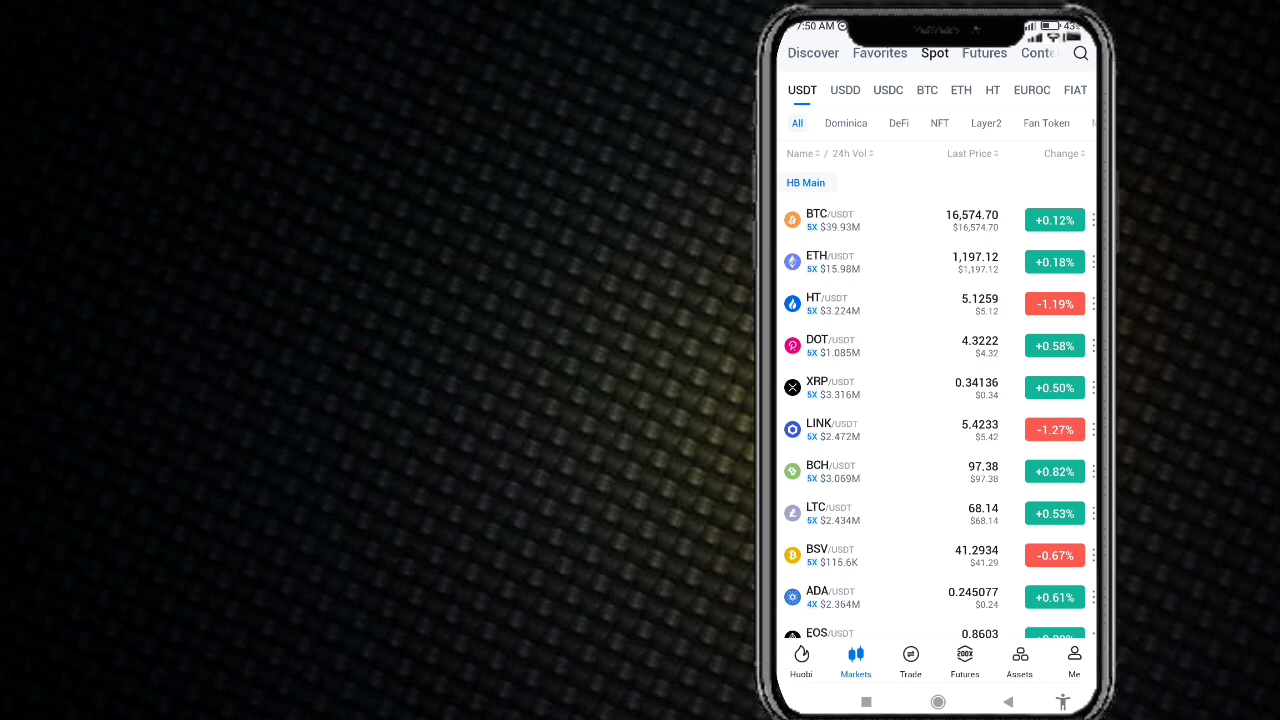 7:50 AM 43
Discover Favorites Spot Futures Conte
USDT USDD USDC BTC ETH HT EUROC FIAT
All Dominica DeFi NFT Layer2 Fan Token
Name / 24h Vol Last Price Change
HB Main
BTC/USDT 16,574.70 +0.12%
5X $39.93M $16,574.70
ETH/USDT 1,197.12 +0.18%
5X $15.98M $1,197.12
HT/USDT 5.1259 -1.19%
5X $3.224M $5.12
DOT/USDT 4.3222 +0.58%
5X $1.085M $4.32
XRP/USDT 0.34136 +0.50%
5X $3.316M $0.34
LINK/USDT 5.4233 -1.27%
5X $2.472M $5.42
BCH/USDT 97.38 +0.82%
5X $3.069M $97.38
LTC/USDT 68.14 +0.53%
5X $2.434M $68.14
BSV/USDT 41.2934 -0.67%
5X $115.6K $41.29
ADA/USDT 0.245077 +0.61%
4X $2.364M $0.24
EOS/USDT 0.8603
200X
Huobi Markets Trade Futures Assets Me